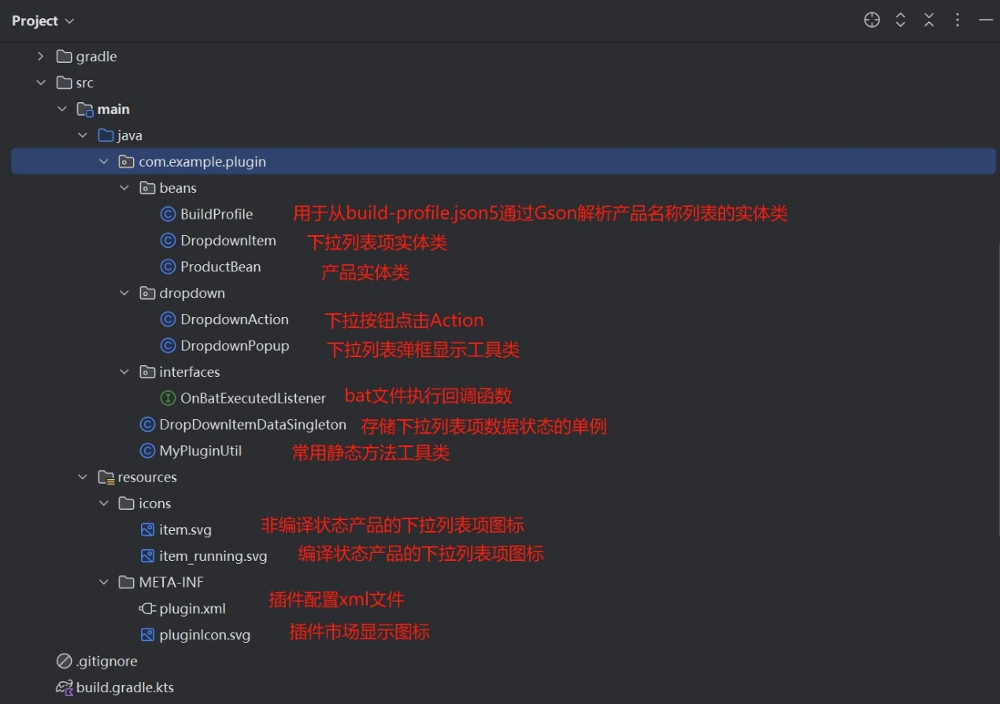 Project
gradle
src
main
java
com.example.plugin
beans
BuildProfile 用于从build-profile.json5通过Gson解析产品名称列表的实体类
DropdownItem 下拉列表项实体类
ProductBean 产品实体类
dropdown
DropdownAction 下拉按钮点击Action
DropdownPopup 下拉列表弹框显示工具类
interfaces
OnBatExecutedListener bat文件执行回调函数
DropDownItemDataSingleton 存储下拉列表项数据状态的单例
MyPluginUtil 常用静态方法工具类
resources
icons
item.svg 非编译状态产品的下拉列表项图标
item_running.svg 编译状态产品的下拉列表项图标
META-INF
plugin.xml 插件配置xml文件
pluginIcon.svg 插件市场显示图标
.gitignore
build.gradle.kts